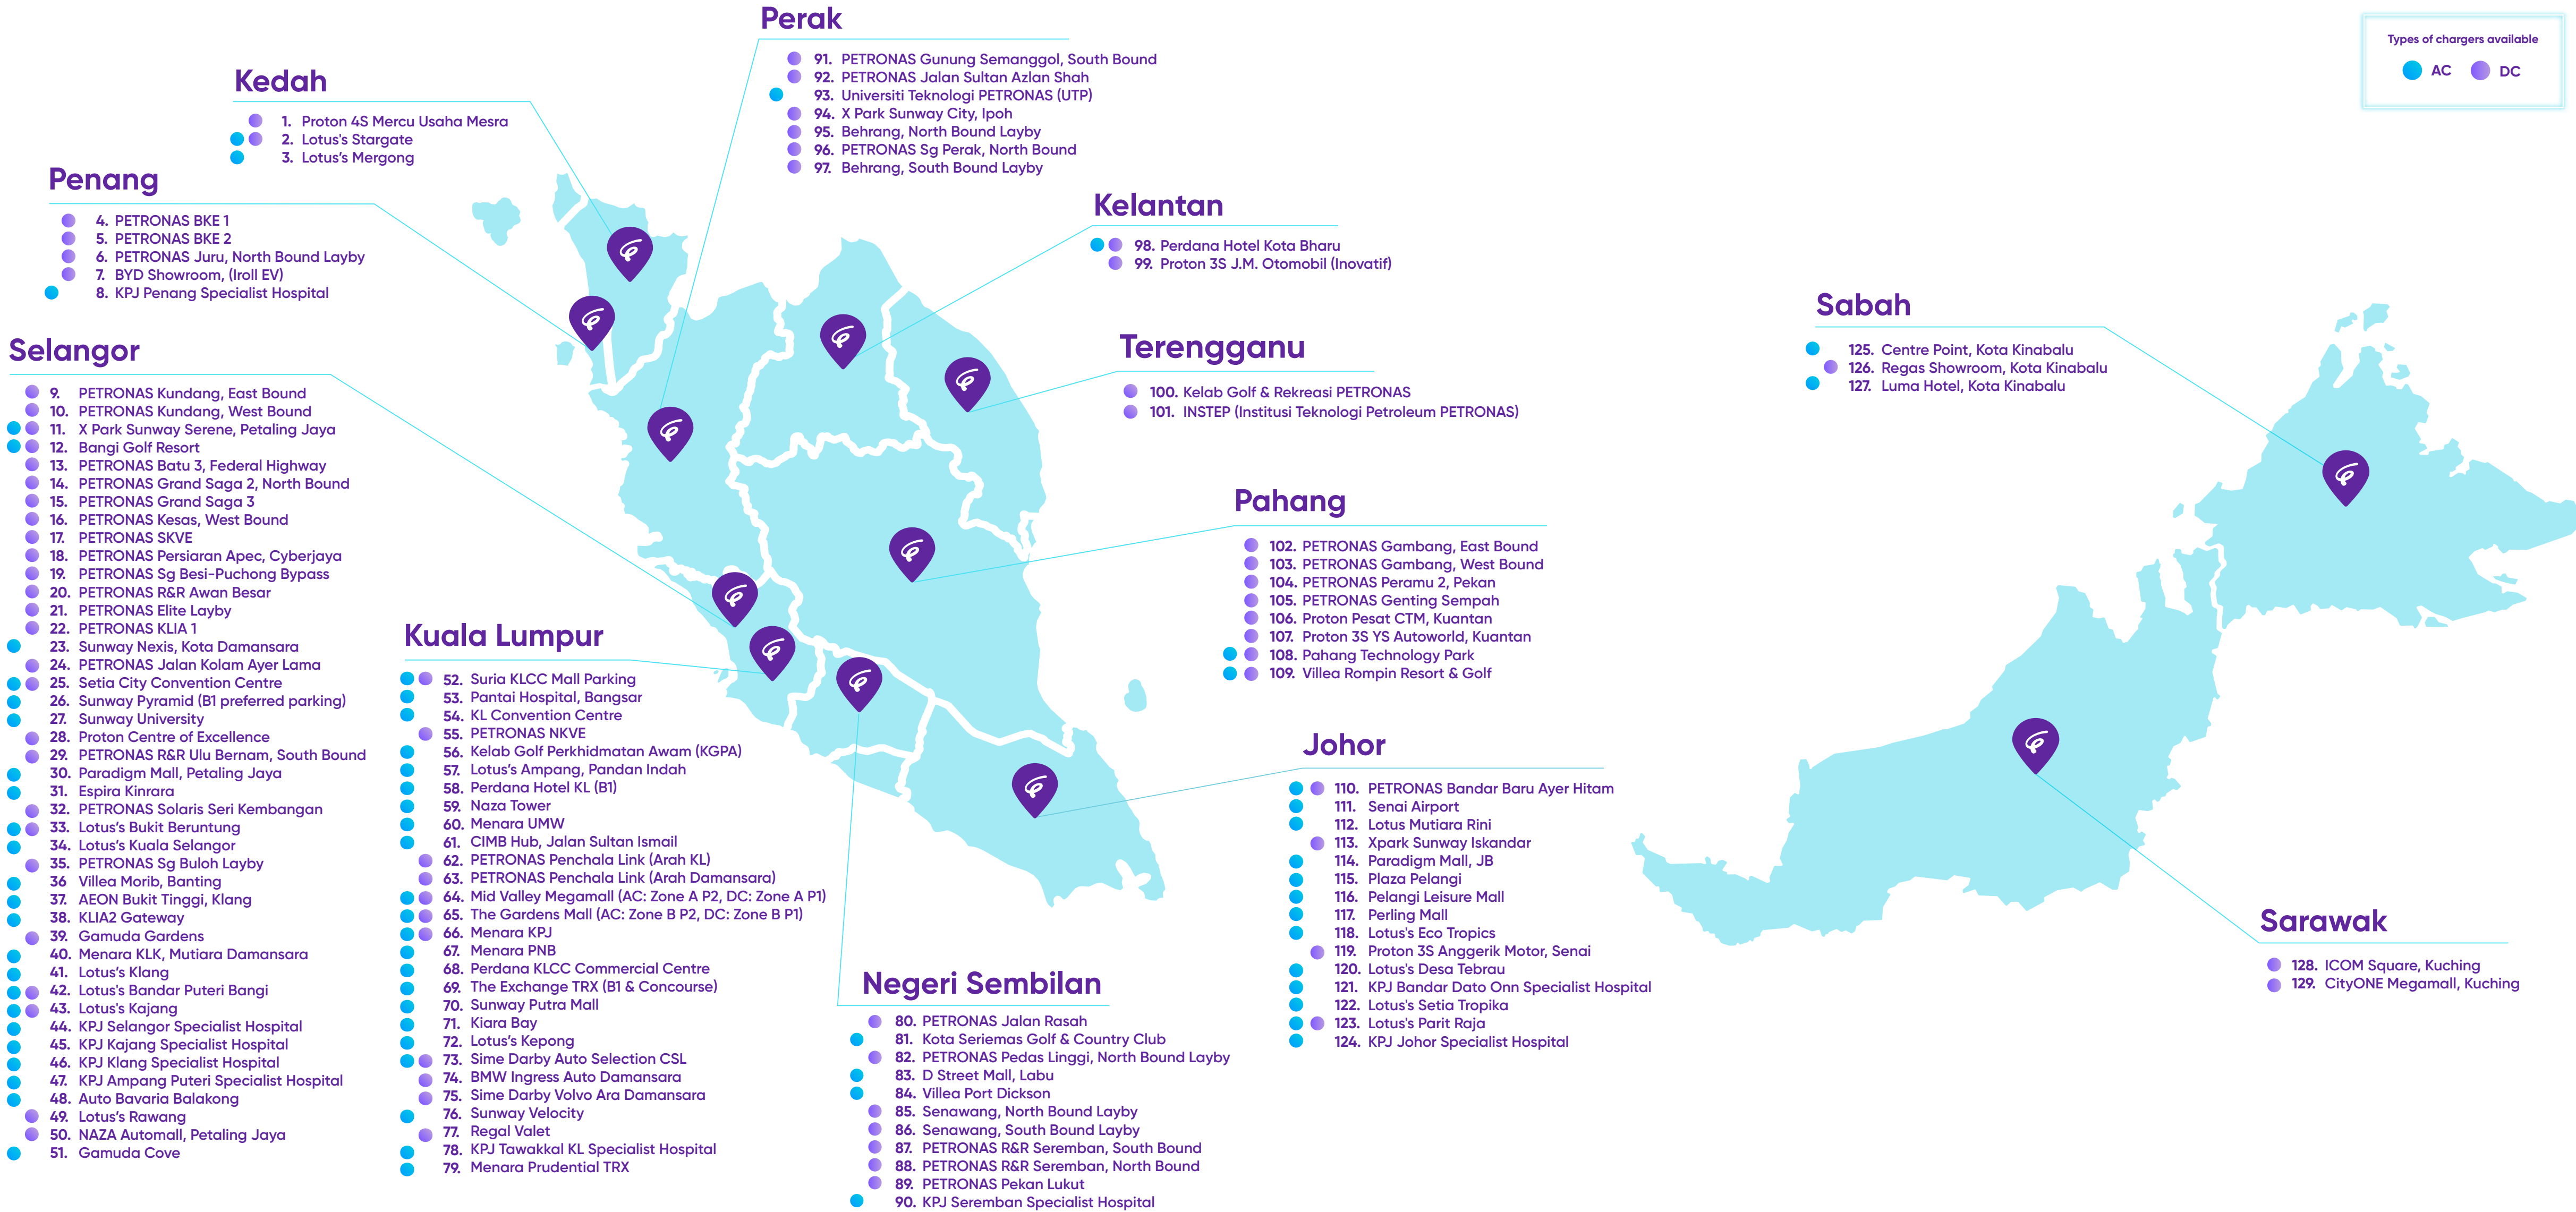 Types of chargers available
AC DC
Perak
91. PETRONAS Gunung Semanggol, South Bound
92. PETRONAS Jalan Sultan Azlan Shah
93. Universiti Teknologi PETRONAS (UTP)
94. X Park Sunway City, Ipoh
95. Behrang, North Bound Layby
96. PETRONAS Sg Perak, North Bound
97. Behrang, South Bound Layby
Kedah
1. Proton 4S Mercu Usaha Mesra
2. Lotus's Stargate
3. Lotus's Mergong
Penang
4. PETRONAS BKE 1
5. PETRONAS BKE 2
6. PETRONAS Juru, North Bound Layby
7. BYD Showroom, (Iroll EV)
8. KPJ Penang Specialist Hospital
Kelantan
98. Perdana Hotel Kota Bharu
99. Proton 3S J.M. Otomobil (Inovatif)
Terengganu
100. Kelab Golf & Rekreasi PETRONAS
101. INSTEP (Institusi Teknologi Petroleum PETRONAS)
Sabah
125. Centre Point, Kota Kinabalu
126. Regas Showroom, Kota Kinabalu
127. Luma Hotel, Kota Kinabalu
Selangor
9. PETRONAS Kundang, East Bound
10. PETRONAS Kundang, West Bound
11. X Park Sunway Serene, Petaling Jaya
12. Bangi Golf Resort
13. PETRONAS Batu 3, Federal Highway
14. PETRONAS Grand Saga 2, North Bound
15. PETRONAS Grand Saga 3
16. PETRONAS Kesas, West Bound
17. PETRONAS SKVE
18. PETRONAS Persiaran Apec, Cyberjaya
19. PETRONAS Sg Besi-Puchong Bypass
20. PETRONAS R&R Awan Besar
21. PETRONAS Elite Layby
22. PETRONAS KLIA 1
23. Sunway Nexis, Kota Damansara
24. PETRONAS Jalan Kolam Ayer Lama
25. Setia City Convention Centre
26. Sunway Pyramid (B1 preferred parking)
27. Sunway University
28. Proton Centre of Excellence
29. PETRONAS R&R Ulu Bernam, South Bound
30. Paradigm Mall, Petaling Jaya
31. Espira Kinrara
32. PETRONAS Solaris Seri Kembangan
33. Lotus's Bukit Beruntung
34. Lotus's Kuala Selangor
35. PETRONAS Sg Buloh Layby
36 Villea Morib, Banting
37. AEON Bukit Tinggi, Klang
38. KLIA2 Gateway
39. Gamuda Gardens
40. Menara KLK, Mutiara Damansara
41. Lotus's Klang
42. Lotus's Bandar Puteri Bangi
43. Lotus's Kajang
44. KPJ Selangor Specialist Hospital
45. KPJ Kajang Specialist Hospital
46. KPJ Klang Specialist Hospital
47. KPJ Ampang Puteri Specialist Hospital
48. Auto Bavaria Balakong
49. Lotus's Rawang
50. NAZA Automall, Petaling Jaya
51. Gamuda Cove
Kuala Lumpur
52. Suria KLCC Mall Parking
53. Pantai Hospital, Bangsar
54. KL Convention Centre
55. PETRONAS NKVE
56. Kelab Golf Perkhidmatan Awam (KGPA)
57. Lotus's Ampang, Pandan Indah
58. Perdana Hotel KL (B1)
59. Naza Tower
60. Menara UMW
61. CIMB Hub, Jalan Sultan Ismail
62. PETRONAS Penchala Link (Arah KL)
63. PETRONAS Penchala Link (Arah Damansara)
64. Mid Valley Megamall (AC: Zone A P2, DC: Zone A P1)
65. The Gardens Mall (AC: Zone B P2, DC: Zone B P1)
66. Menara KPJ
67. Menara PNB
68. Perdana KLCC Commercial Centre
69. The Exchange TRX (B1 & Concourse)
70. Sunway Putra Mall
71. Kiara Bay
72. Lotus's Kepong
73. Sime Darby Auto Selection CSL
74. BMW Ingress Auto Damansara
75. Sime Darby Volvo Ara Damansara
76. Sunway Velocity
77. Regal Valet
78. KPJ Tawakkal KL Specialist Hospital
79. Menara Prudential TRX
Negeri Sembilan
80. PETRONAS Jalan Rasah
81. Kota Seriemas Golf & Country Club
82. PETRONAS Pedas Linggi, North Bound Layby
83. D Street Mall, Labu
84. Villea Port Dickson
85. Senawang, North Bound Layby
86. Senawang, South Bound Layby
87. PETRONAS R&R Seremban, South Bound
88. PETRONAS R&R Seremban, North Bound
89. PETRONAS Pekan Lukut
90. KPJ Seremban Specialist Hospital
Pahang
102. PETRONAS Gambang, East Bound
103. PETRONAS Gambang, West Bound
104. PETRONAS Peramu 2, Pekan
105. PETRONAS Genting Sempah
106. Proton Pesat CTM, Kuantan
107. Proton 3S YS Autoworld, Kuantan
108. Pahang Technology Park
109. Villea Rompin Resort & Golf
Johor
110. PETRONAS Bandar Baru Ayer Hitam
111. Senai Airport
112. Lotus Mutiara Rini
113. Xpark Sunway Iskandar
114. Paradigm Mall, JB
115. Plaza Pelangi
116. Pelangi Leisure Mall
117. Perling Mall
118. Lotus's Eco Tropics
119. Proton 3S Anggerik Motor, Senai
120. Lotus's Desa Tebrau
121. KPJ Bandar Dato Onn Specialist Hospital
122. Lotus's Setia Tropika
123. Lotus's Parit Raja
124. KPJ Johor Specialist Hospital
Sarawak
128. ICOM Square, Kuching
129. CityONE Megamall, Kuching